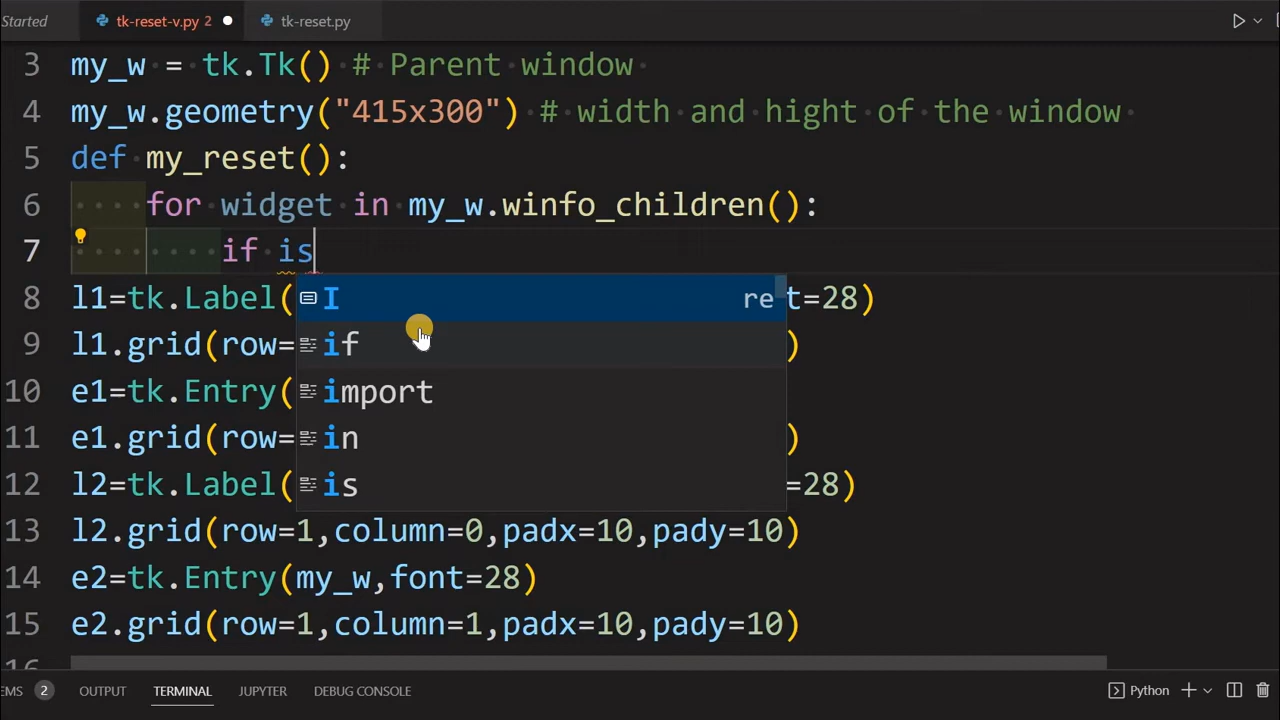 Started tk-reset-v.py 2 tk-reset.py
3 my_w = tk.Tk() # Parent window
4 my_w.geometry("415x300") # width and hight of the window
5 def my_reset():
6 for widget in my_w.winfo_children():
7 if is
8 l1=tk.Label( I re t=28)
9 l1.grid(row= if )
10 e1=tk.Entry( import
11 e1.grid(row= in )
12 l2=tk.Label( is =28)
13 l2.grid(row=1,column=0,padx=10,pady=10)
14 e2=tk.Entry(my_w,font=28)
15 e2.grid(row=1,column=1,padx=10,pady=10)
16
EMS 2 OUTPUT TERMINAL JUPYTER DEBUG CONSOLE Python